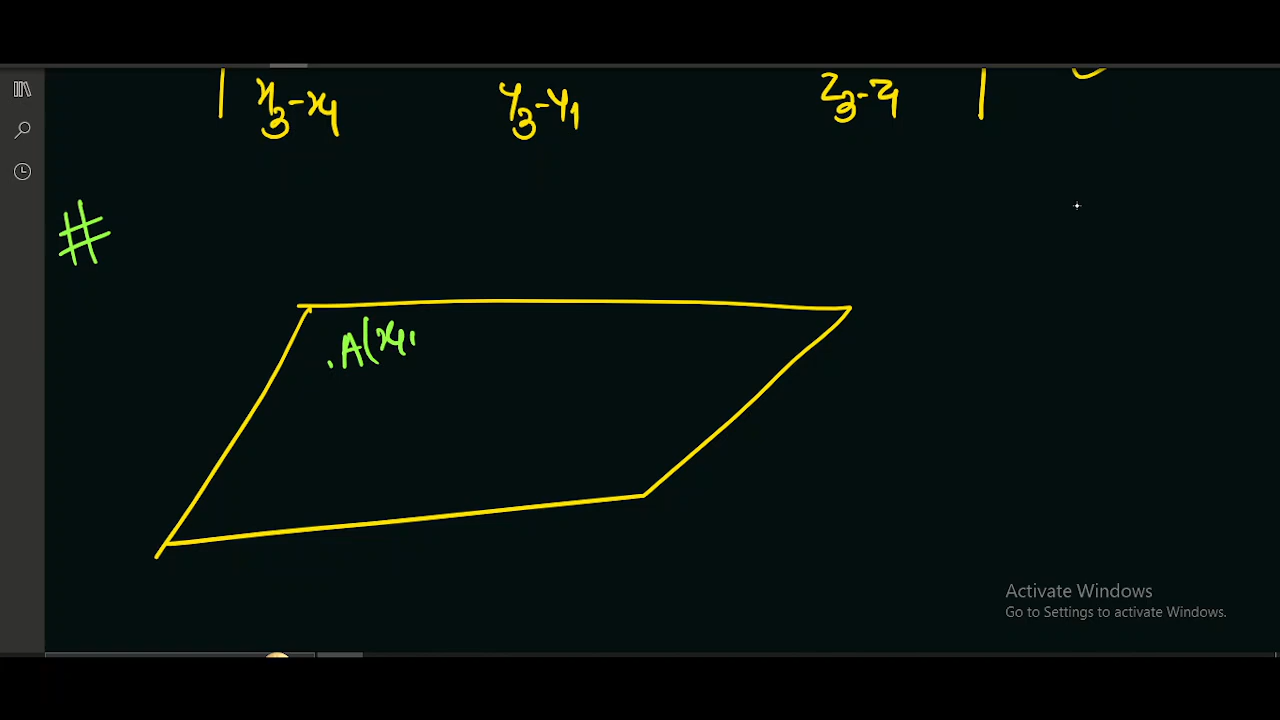 | x₃-x₁ y₃-y₁ z₃-z₁ |
#
.A(x₁,
Activate Windows
Go to Settings to activate Windows.